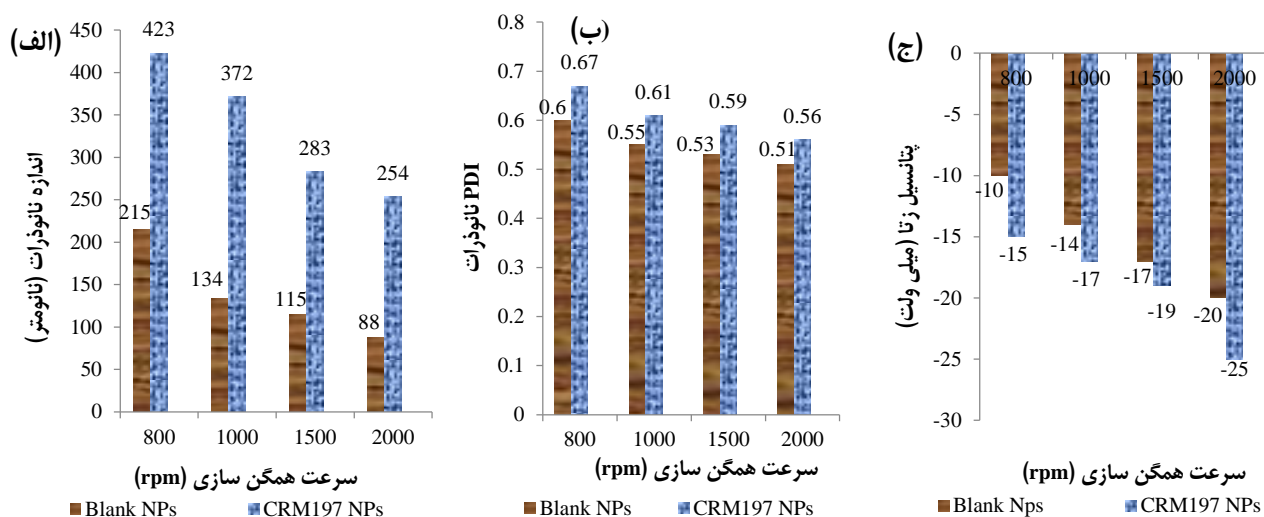 (الف)
اندازه نانوذرات (نانومتر)
450
400
350
300
250
200
150
100
50
0
423
372
283
254
215
134
115
88
800 1000 1500 2000
سرعت همگن سازی (rpm)
Blank NPs CRM197 NPs
(ب)
PDI نانوذرات
0.8
0.7
0.6
0.5
0.4
0.3
0.2
0.1
0
0.6 0.67
0.55 0.61
0.53 0.59
0.51 0.56
800 1000 1500 2000
سرعت همگن سازی (rpm)
Blank NPs CRM197 NPs
(ج)
پتانسیل زتا (میلی ولت)
0
-5
-10
-15
-20
-25
-30
800 1000 1500 2000
-10 -15
-14 -17
-17 -19
-20 -25
سرعت همگن سازی (rpm)
Blank Nps CRM197 NPs